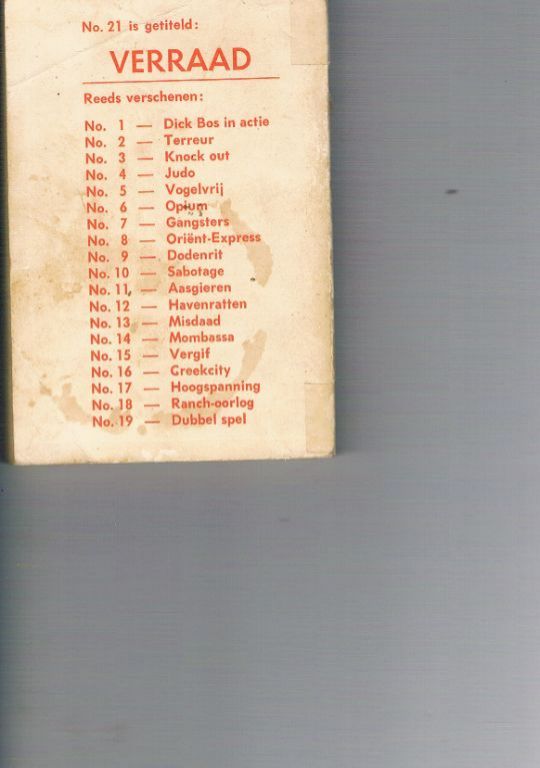 No. 21 is getiteld:
VERRAAD
Reeds verschenen:
No. 1 — Dick Bos in actie
No. 2 — Terreur
No. 3 — Knock out
No. 4 — Judo
No. 5 — Vogelvrij
No. 6 — Opium
No. 7 — Gangsters
No. 8 — Oriënt-Express
No. 9 — Dodenrit
No. 10 — Sabotage
No. 11 — Aasgieren
No. 12 — Havenratten
No. 13 — Misdaad
No. 14 — Mombassa
No. 15 — Vergif
No. 16 — Greekcity
No. 17 — Hoogspanning
No. 18 — Ranch-oorlog
No. 19 — Dubbel spel